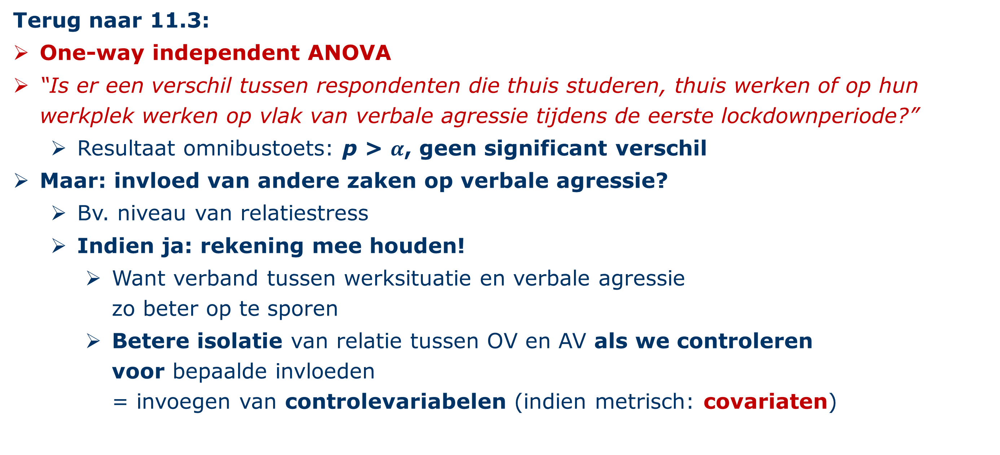 Terug naar 11.3:
➢ One-way independent ANOVA
➢ “Is er een verschil tussen respondenten die thuis studeren, thuis werken of op hun
werkplek werken op vlak van verbale agressie tijdens de eerste lockdownperiode?”
➢ Resultaat omnibustoets: p > α, geen significant verschil
➢ Maar: invloed van andere zaken op verbale agressie?
➢ Bv. niveau van relatiestress
➢ Indien ja: rekening mee houden!
➢ Want verband tussen werksituatie en verbale agressie
zo beter op te sporen
➢ Betere isolatie van relatie tussen OV en AV als we controleren
voor bepaalde invloeden
= invoegen van controlevariabelen (indien metrisch: covariaten)